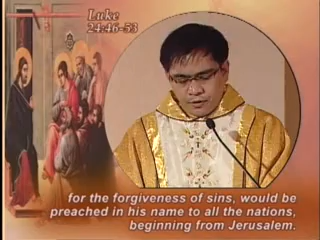 Luke
24:46-53
for the forgiveness of sins, would be
preached in his name to all the nations,
beginning from Jerusalem.